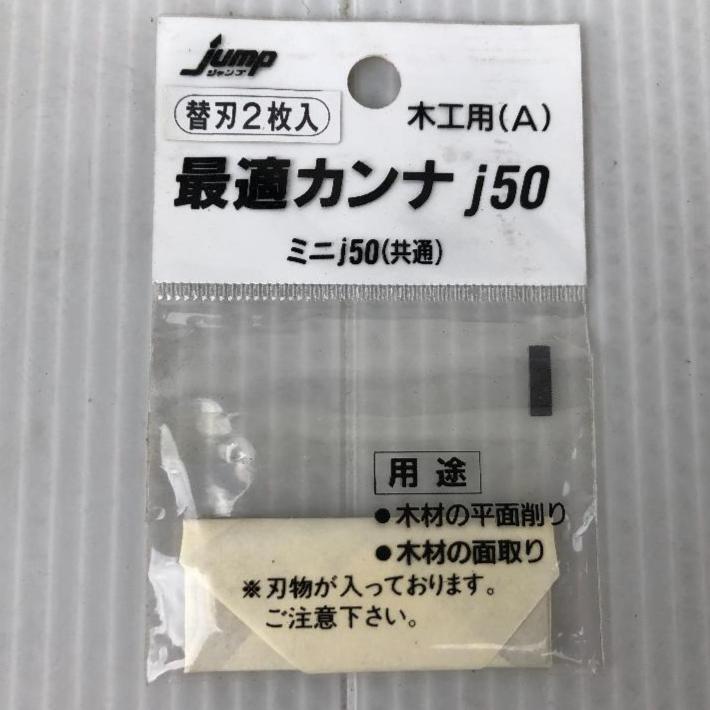 jump
ジャンプ
替刃2枚入
木工用(A)
最適カンナ j50
ミニj50(共通)
用途
●木材の平面削り
●木材の面取り
※刃物が入っております。
ご注意下さい。